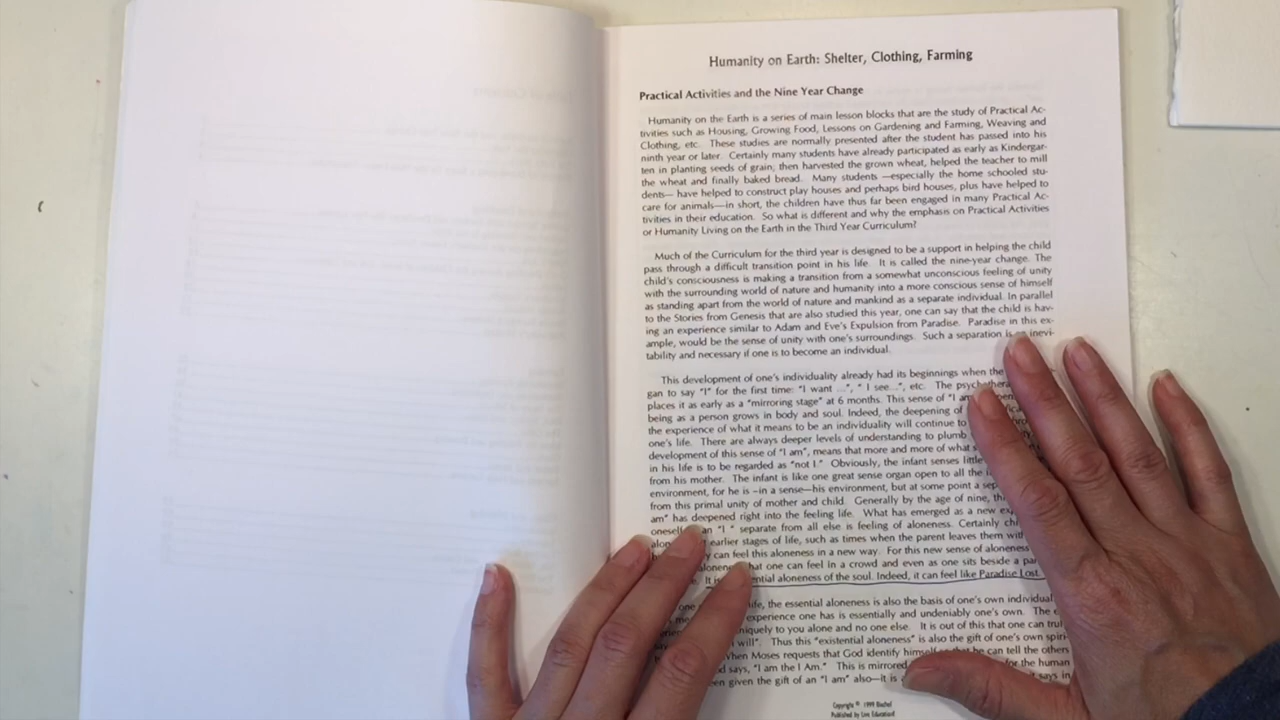 Humanity on Earth: Shelter, Clothing, Farming
Practical Activities and the Nine Year Change
Humanity on the Earth is a series of main lesson blocks that are the study of Practical Ac-
tivities such as Housing, Growing Food, Lessons on Gardening and Farming, Weaving and
Clothing, etc. These studies are normally presented after the student has passed into his
ninth year or later. Certainly many students have already participated as early as Kindergar-
ten in planting seeds of grain; then harvested the grown wheat, helped the teacher to mill
the wheat and finally baked bread. Many students —especially the home schooled stu-
dents— have helped to construct play houses and perhaps bird houses, plus have helped to
care for animals—in short, the children have thus far been engaged in many Practical Ac-
tivities in their education. So what is different and why the emphasis on Practical Activities
or Humanity Living on the Earth in the Third Year Curriculum?
Much of the Curriculum for the third year is designed to be a support in helping the child
pass through a difficult transition point in his life. It is called the nine-year change. The
child's consciousness is making a transition from a somewhat unconscious feeling of unity
with the surrounding world of nature and humanity into a more conscious sense of himself
as standing apart from the world of nature and mankind as a separate individual. In parallel
to the Stories from Genesis that are also studied this year, one can say that the child is hav-
ing an experience similar to Adam and Eve's Expulsion from Paradise. Paradise in this ex-
ample, would be the sense of unity with one's surroundings. Such a separation is an inevi-
tability and necessary if one is to become an individual.
This development of one's individuality already had its beginnings when the
gan to say "I" for the first time: "I want ...", " I see...", etc. The
places it as early as a "mirroring stage" at 6 months. This sense of "I am
being as a person grows in body and soul. Indeed, the deepening of
the experience of what it means to be an individuality will continue to
one's life. There are always deeper levels of understanding to plumb
development of this sense of "I am", means that more and more of what
in his life is to be regarded as "not I." Obviously, the infant senses little
from his mother. The infant is like one great sense organ open to all the
environment, for he is –in a sense—his environment, but at some point a
from this primal unity of mother and child. Generally by the age of nine,
am" has deepened right into the feeling life. What has emerged as a new
oneself an "I " separate from all else is feeling of aloneness. Certainly
earlier stages of life, such as times when the parent leaves them
can feel this aloneness in a new way. For this new sense of aloneness
that one can feel in a crowd and even as one sits beside a
It is aloneness of the soul. Indeed, it can feel like Paradise Lost.
life, the essential aloneness is also the basis of one's own individual
experience one has is essentially and undeniably one's own. The
to you alone and no one else. It is out of this that one can
will". Thus this "existential aloneness" is also the gift of one's own spiri-
When Moses requests that God identify himself he can tell the others
says, "I am the I Am." This is mirrored for the human
given the gift of an "I am" also—it is says in
Copyright © 1999 Bischof
Published by Live Education!